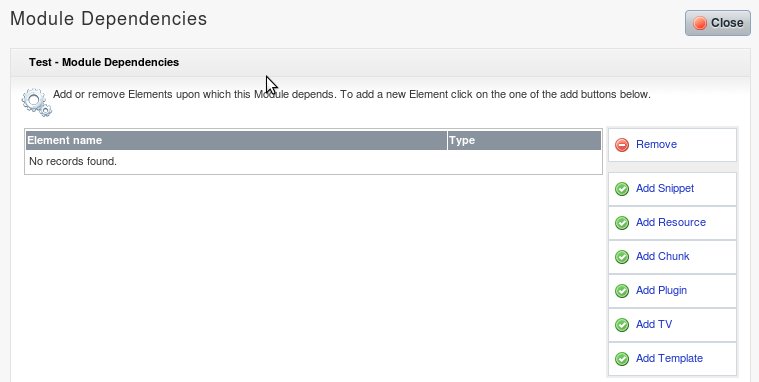 Module Dependencies
Close
Test - Module Dependencies
Add or remove Elements upon which this Module depends. To add a new Element click on the one of the add buttons below.
Element name Type
No records found.
Remove
Add Snippet
Add Resource
Add Chunk
Add Plugin
Add TV
Add Template